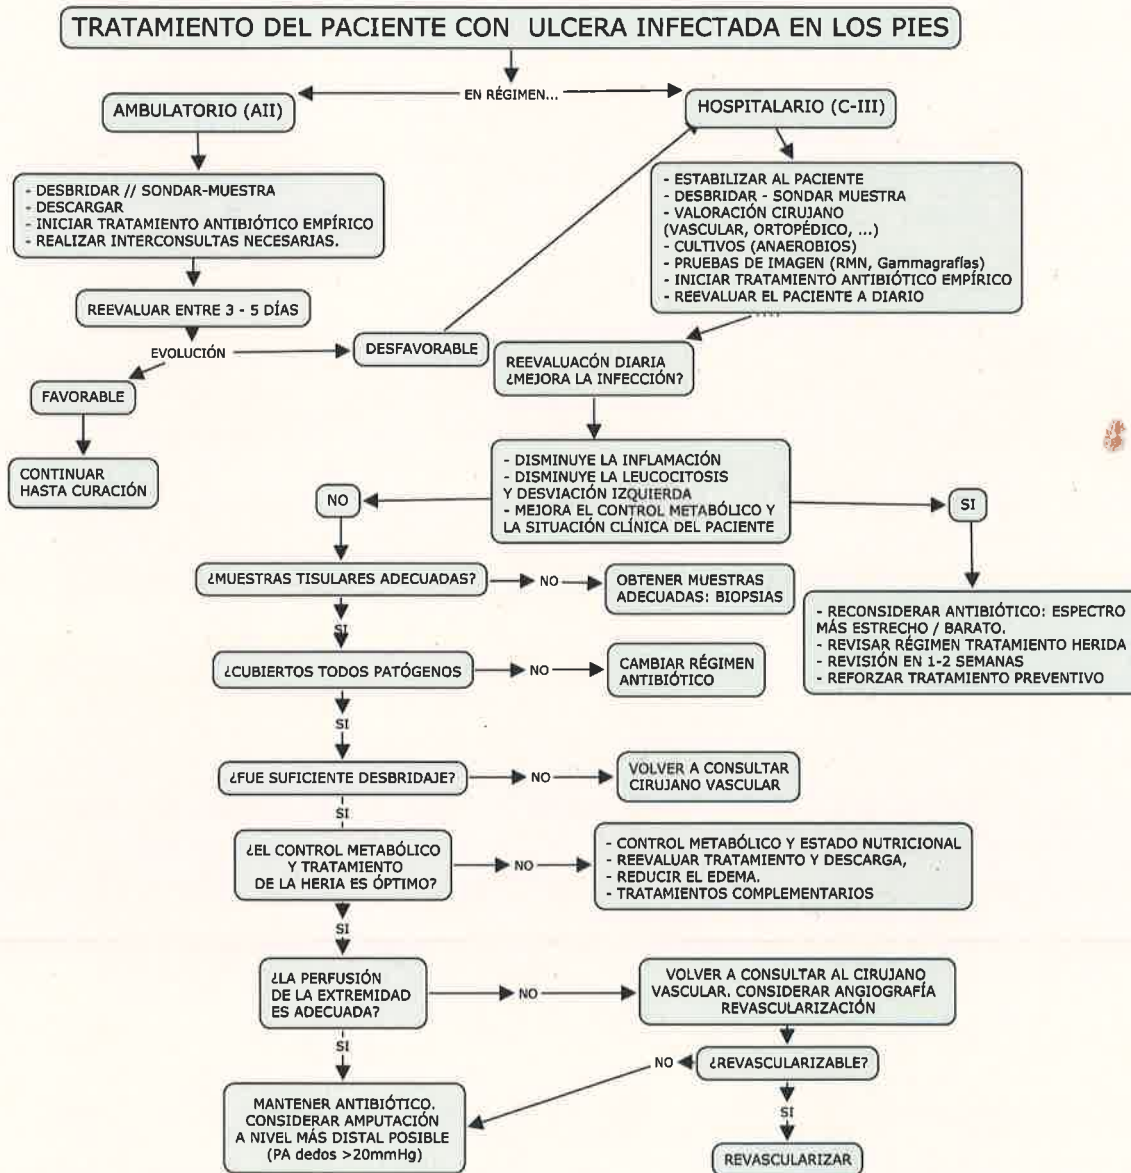 TRATAMIENTO DEL PACIENTE CON ULCERA INFECTADA EN LOS PIES
EN RÉGIMEN...
AMBULATORIO (AII)
HOSPITALARIO (C-III)
- DESBRIDAR // SONDAR-MUESTRA
- DESCARGAR
- INICIAR TRATAMIENTO ANTIBIÓTICO EMPÍRICO
- REALIZAR INTERCONSULTAS NECESARIAS.
- ESTABILIZAR AL PACIENTE
- DESBRIDAR - SONDAR MUESTRA
- VALORACIÓN CIRUJANO
(VASCULAR, ORTOPÉDICO, ...)
- CULTIVOS (ANAEROBIOS)
- PRUEBAS DE IMAGEN (RMN, Gammagrafías)
- INICIAR TRATAMIENTO ANTIBIÓTICO EMPÍRICO
- REEVALUAR EL PACIENTE A DIARIO
....
REEVALUAR ENTRE 3 - 5 DÍAS
EVOLUCIÓN
DESFAVORABLE
FAVORABLE
CONTINUAR
HASTA CURACIÓN
REEVALUACÓN DIARIA
¿MEJORA LA INFECCIÓN?
- DISMINUYE LA INFLAMACIÓN
- DISMINUYE LA LEUCOCITOSIS
Y DESVIACIÓN IZQUIERDA
- MEJORA EL CONTROL METABÓLICO Y
LA SITUACIÓN CLÍNICA DEL PACIENTE
NO
SI
¿MUESTRAS TISULARES ADECUADAS?
NO
OBTENER MUESTRAS
ADECUADAS: BIOPSIAS
- RECONSIDERAR ANTIBIÓTICO: ESPECTRO
MÁS ESTRECHO / BARATO.
- REVISAR RÉGIMEN TRATAMIENTO HERIDA
- REVISIÓN EN 1-2 SEMANAS
- REFORZAR TRATAMIENTO PREVENTIVO
SI
¿CUBIERTOS TODOS PATÓGENOS
NO
CAMBIAR RÉGIMEN
ANTIBIÓTICO
SI
¿FUE SUFICIENTE DESBRIDAJE?
NO
VOLVER A CONSULTAR
CIRUJANO VASCULAR
SI
¿EL CONTROL METABÓLICO
Y TRATAMIENTO
DE LA HERIA ES ÓPTIMO?
NO
- CONTROL METABÓLICO Y ESTADO NUTRICIONAL
- REEVALUAR TRATAMIENTO Y DESCARGA,
- REDUCIR EL EDEMA.
- TRATAMIENTOS COMPLEMENTARIOS
SI
¿LA PERFUSIÓN
DE LA EXTREMIDAD
ES ADECUADA?
NO
VOLVER A CONSULTAR AL CIRUJANO
VASCULAR. CONSIDERAR ANGIOGRAFÍA
REVASCULARIZACIÓN
SI
NO
¿REVASCULARIZABLE?
MANTENER ANTIBIÓTICO.
CONSIDERAR AMPUTACIÓN
A NIVEL MÁS DISTAL POSIBLE
(PA dedos >20mmHg)
SI
REVASCULARIZAR